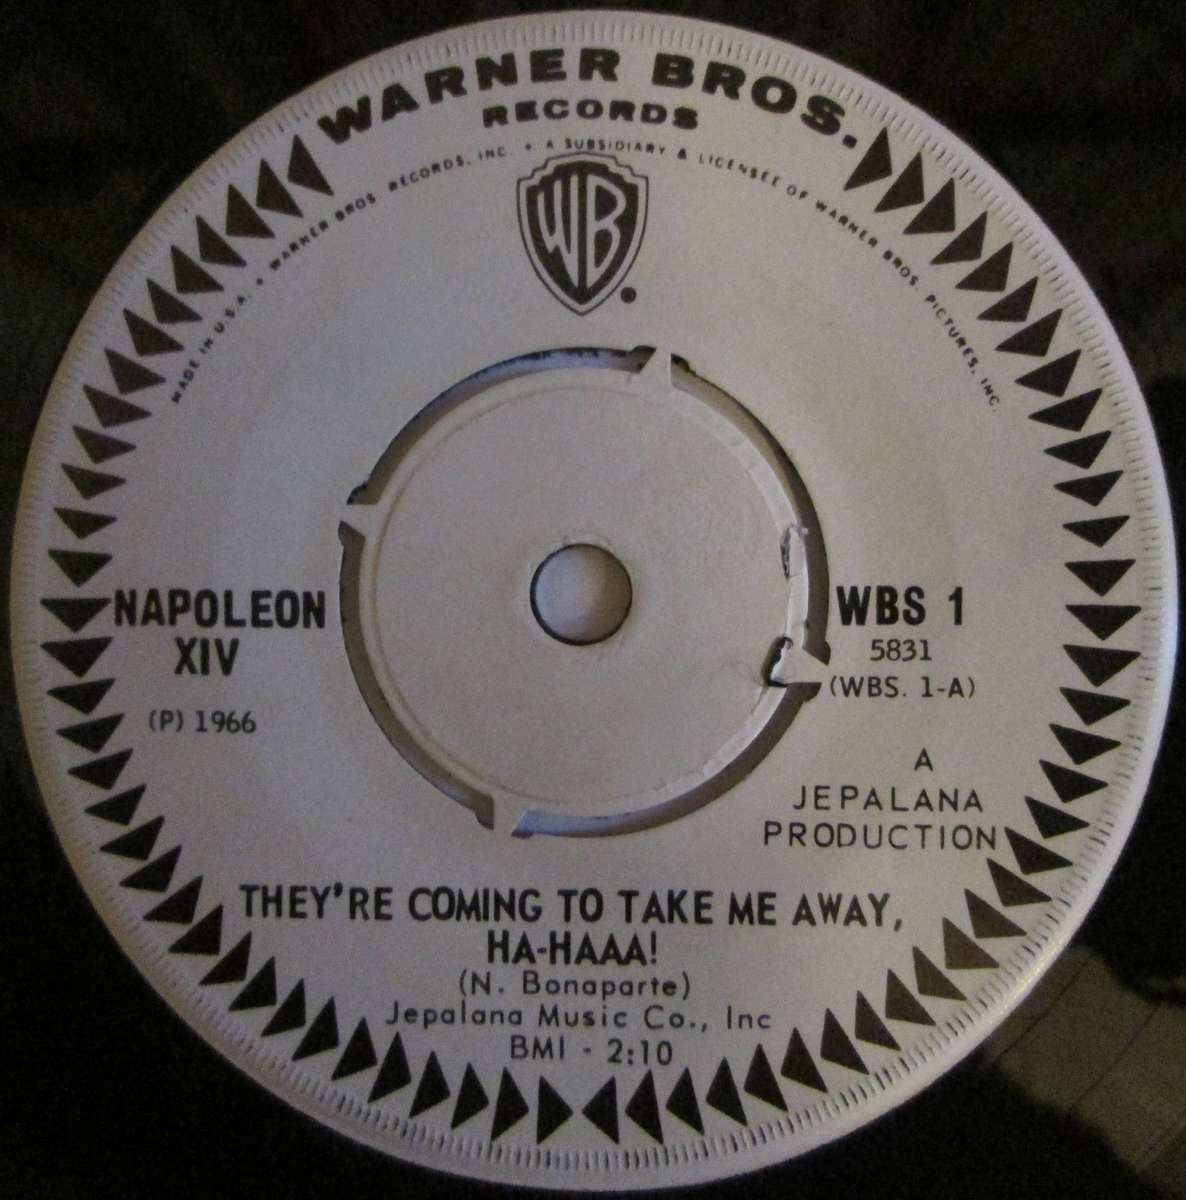 WARNER BROS.
RECORDS
MADE IN U.S.A. • WARNER BROS. RECORDS, INC. • A SUBSIDIARY & LICENSEE OF WARNER BROS. PICTURES, INC.
WB
NAPOLEON
XIV
(P) 1966
WBS 1
5831
(WBS. 1-A)
A
JEPALANA
PRODUCTION
THEY'RE COMING TO TAKE ME AWAY,
HA-HAAA!
(N. Bonaparte)
Jepalana Music Co., Inc
BMI - 2:10